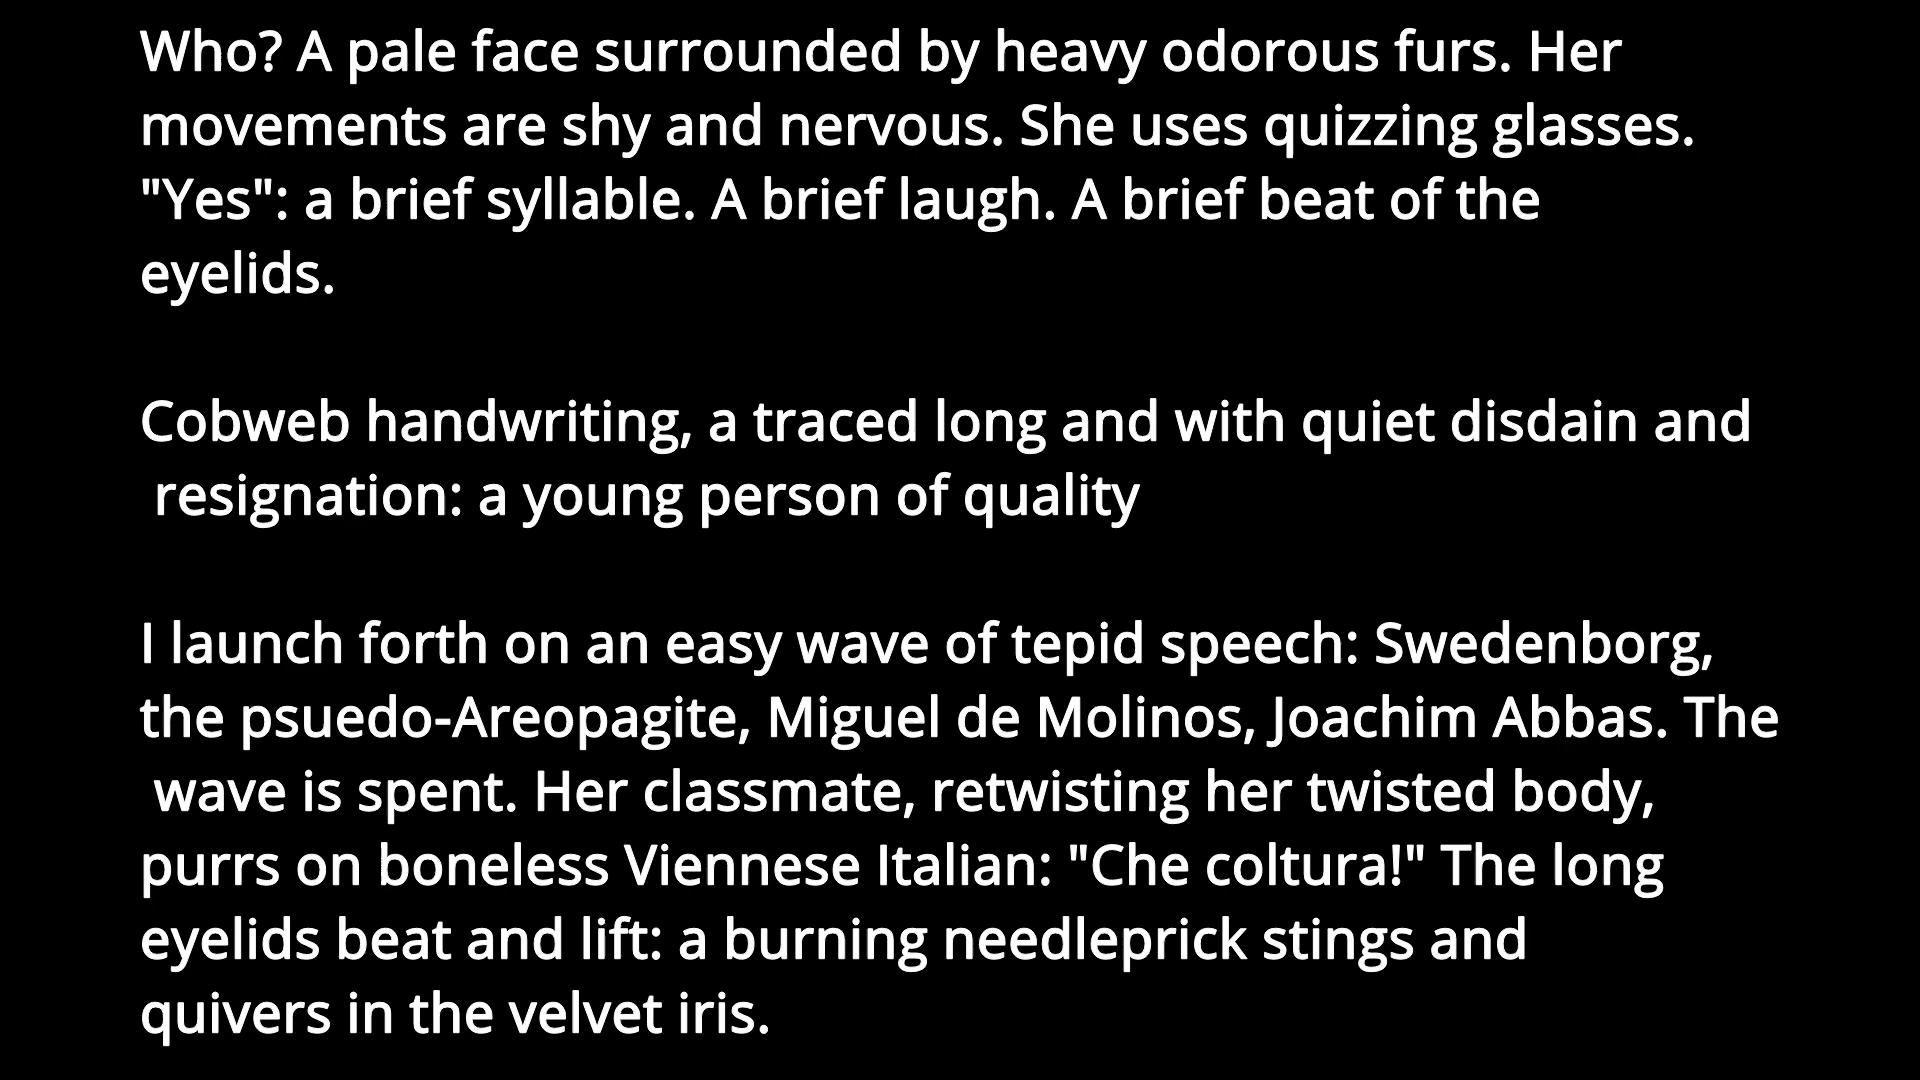 Who? A pale face surrounded by heavy odorous furs. Her
movements are shy and nervous. She uses quizzing glasses.
"Yes": a brief syllable. A brief laugh. A brief beat of the
eyelids.
Cobweb handwriting, a traced long and with quiet disdain and
resignation: a young person of quality
I launch forth on an easy wave of tepid speech: Swedenborg,
the psuedo-Areopagite, Miguel de Molinos, Joachim Abbas. The
wave is spent. Her classmate, retwisting her twisted body,
purrs on boneless Viennese Italian: "Che coltura!" The long
eyelids beat and lift: a burning needleprick stings and
quivers in the velvet iris.